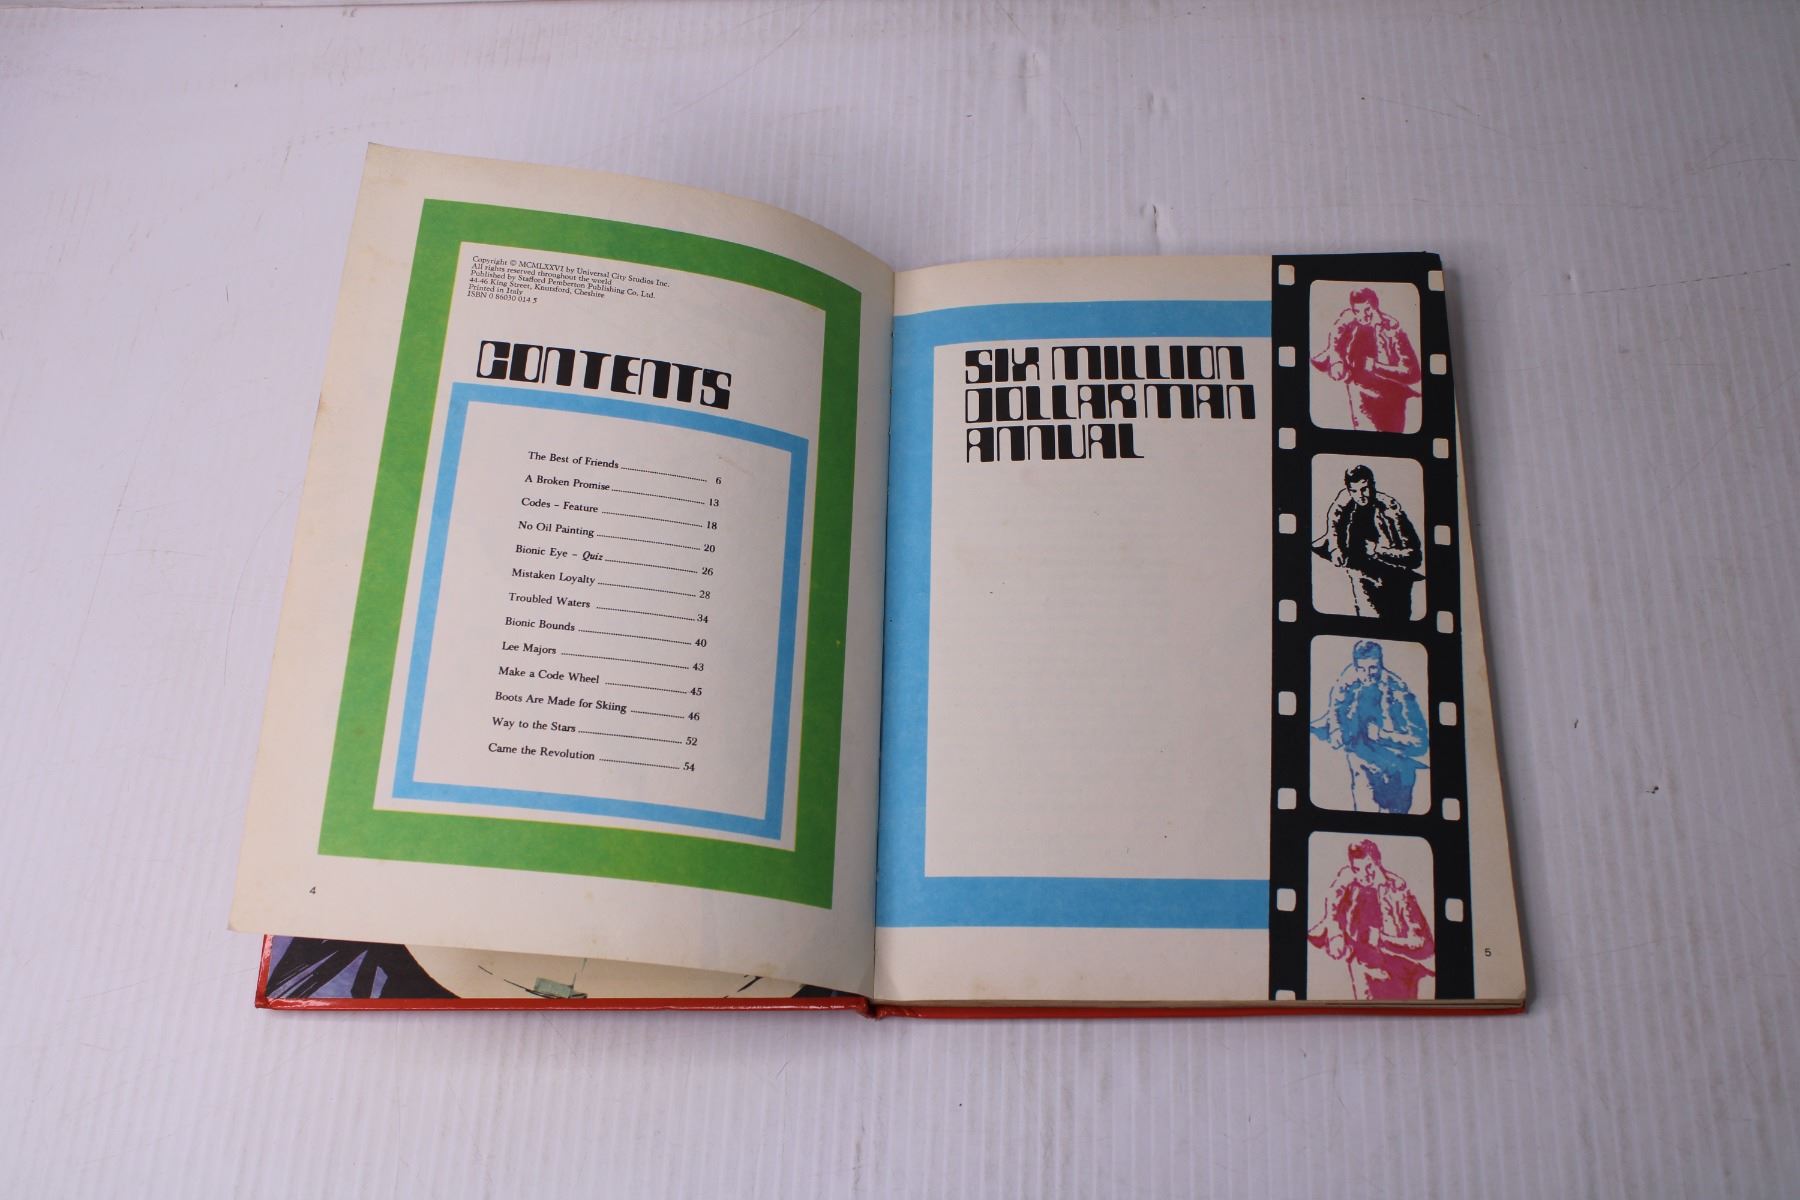 Copyright © MCMLXXVI by Universal City Studios Inc.
All rights reserved throughout the world
Published by Stafford Pemberton Publishing Co. Ltd.
44-46 King Street, Knutsford, Cheshire
Printed in Italy
ISBN 0 86030 014 5
CONTENTS
The Best of Friends 6
A Broken Promise 13
Codes – Feature 18
No Oil Painting 20
Bionic Eye – Quiz 26
Mistaken Loyalty 28
Troubled Waters 34
Bionic Bounds 40
Lee Majors 43
Make a Code Wheel 45
Boots Are Made for Skiing 46
Way to the Stars 52
Came the Revolution 54
4
SIX MILLION
DOLLAR MAN
ANNUAL
5